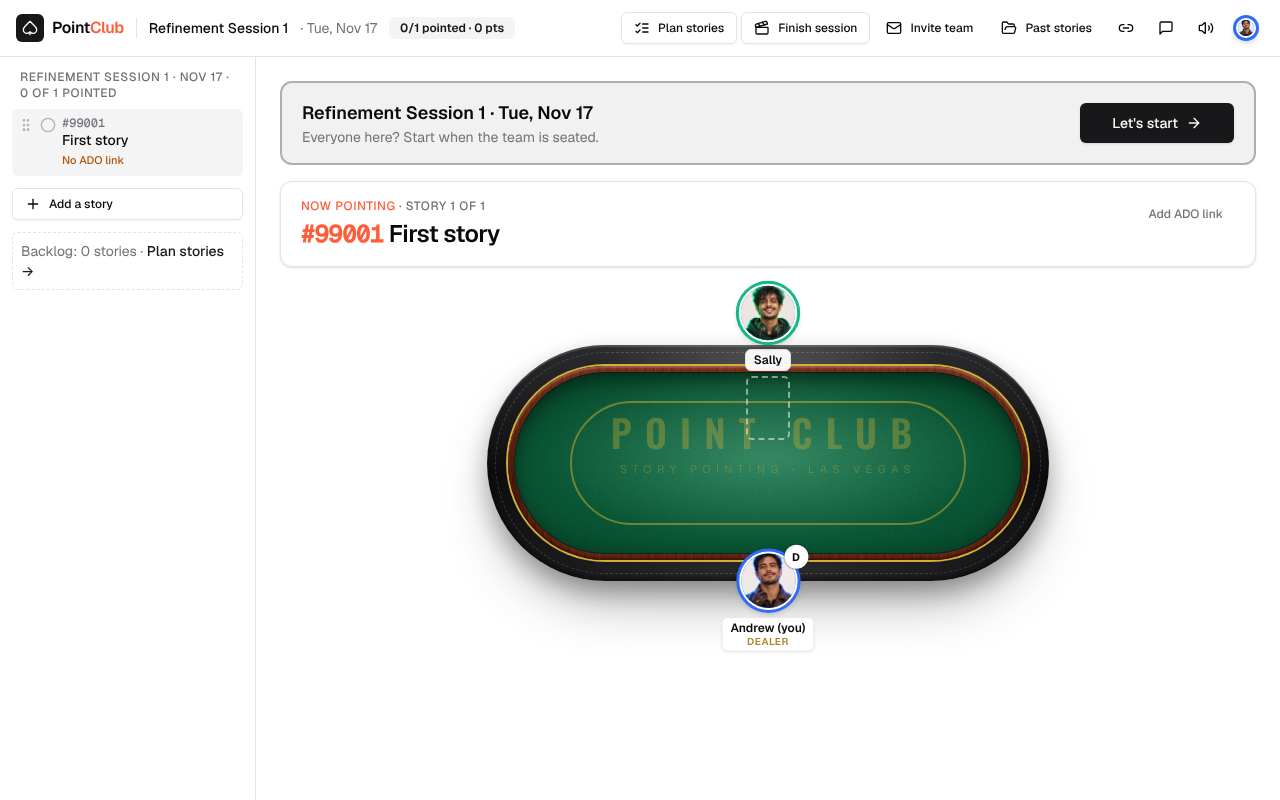 PointClub
Refinement Session 1 · Tue, Nov 17
0/1 pointed · 0 pts
Plan stories
Finish session
Invite team
Past stories
REFINEMENT SESSION 1 · NOV 17 ·
0 OF 1 POINTED
#99001
First story
No ADO link
Add a story
Backlog: 0 stories · Plan stories
→
Refinement Session 1 · Tue, Nov 17
Everyone here? Start when the team is seated.
Let's start →
NOW POINTING · STORY 1 OF 1
#99001 First story
Add ADO link
Sally
POINT CLUB
STORY POINTING · LAS VEGAS
D
Andrew (you)
DEALER